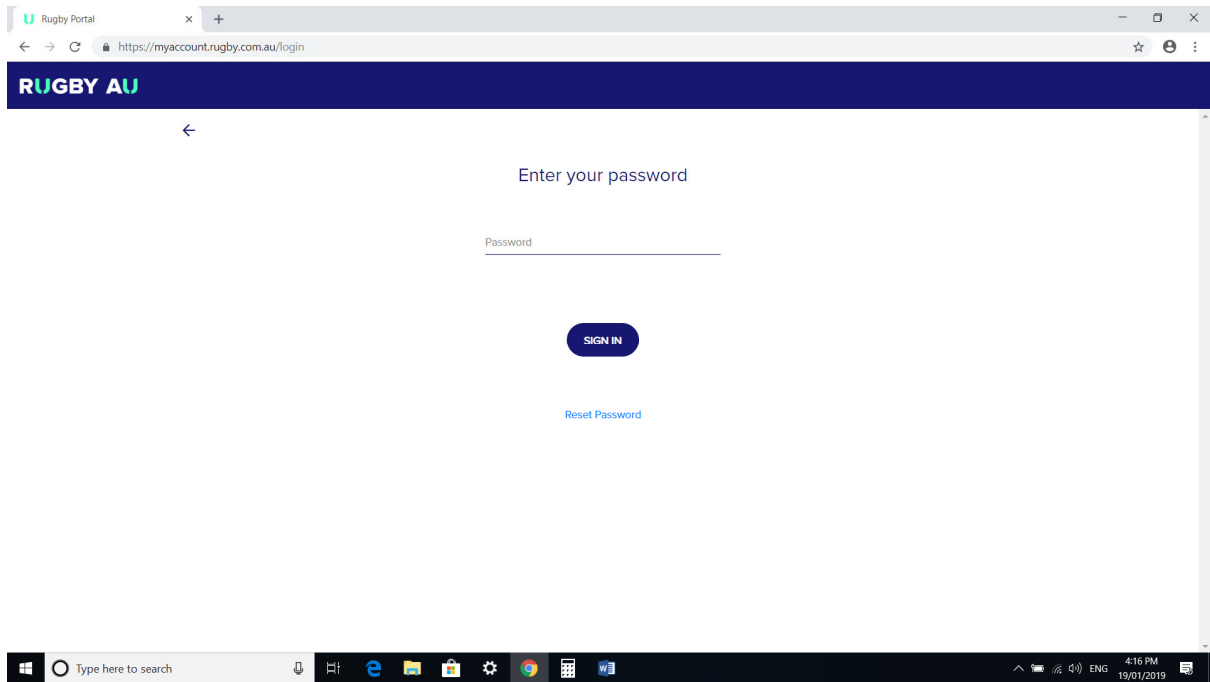 Rugby Portal
https://myaccount.rugby.com.au/login
RUGBY AU
Enter your password
Password
SIGN IN
Reset Password
Type here to search
ENG
4:16 PM
19/01/2019